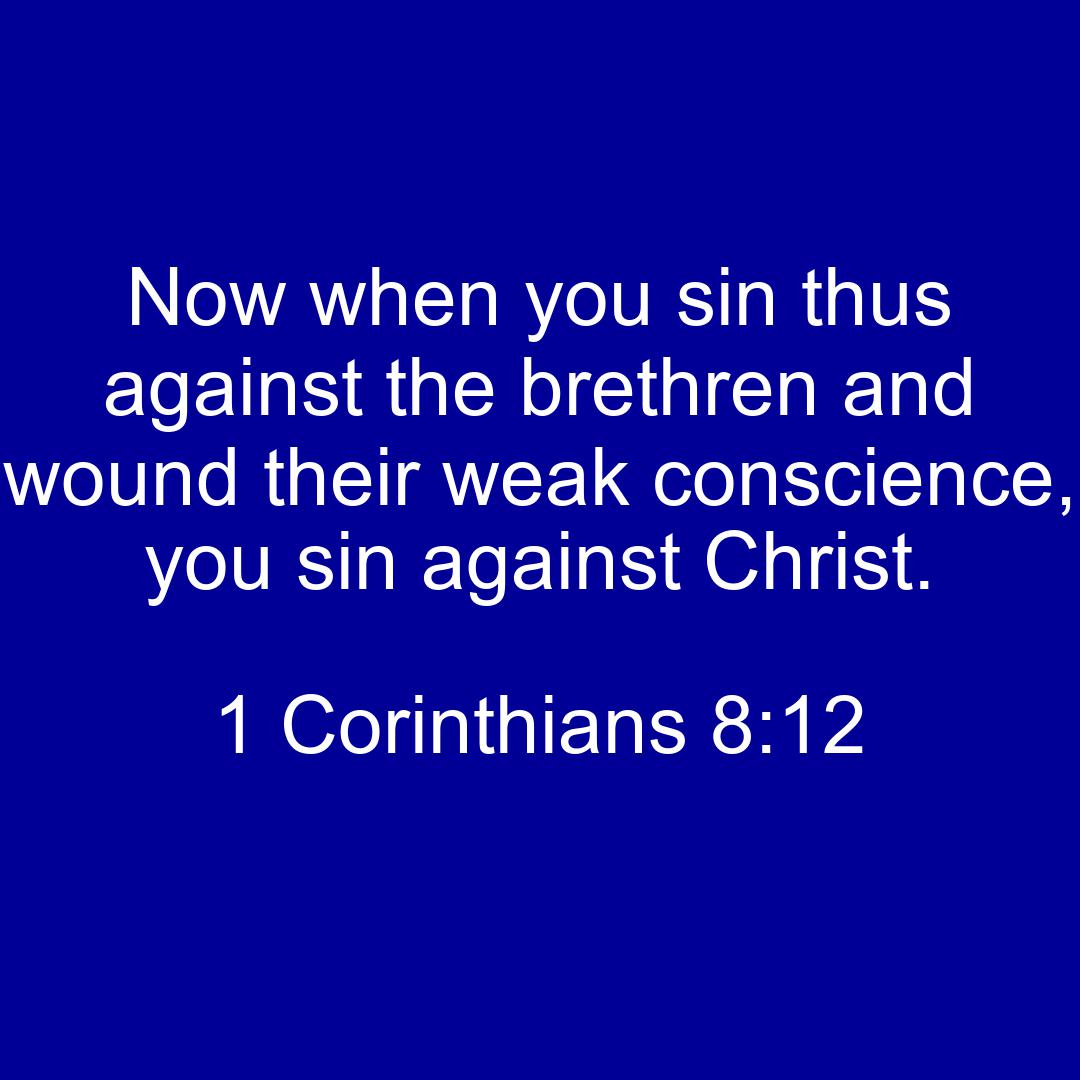 Now when you sin thus
against the brethren and
wound their weak conscience,
you sin against Christ.
1 Corinthians 8:12